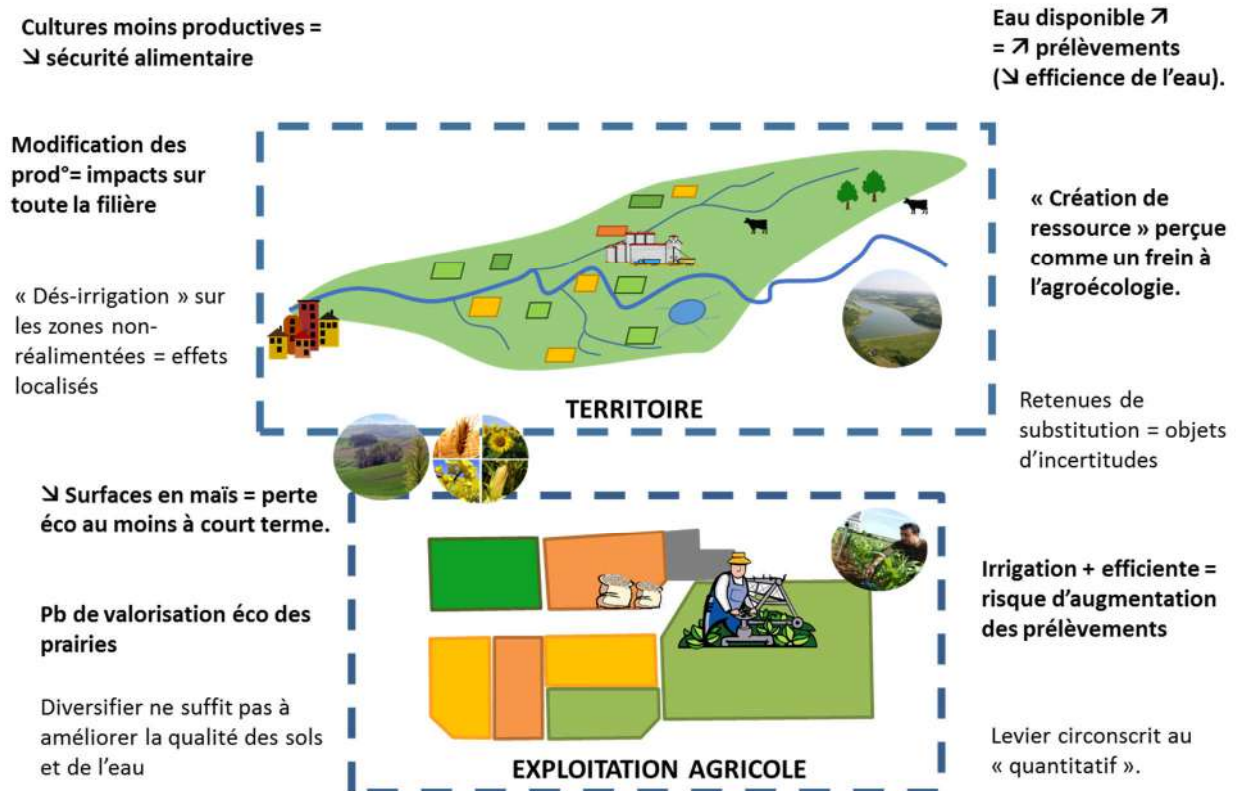 Cultures moins productives =
↘ sécurité alimentaire
Eau disponible ↗
= ↗ prélèvements
(↘ efficience de l’eau).
Modification des
prod°= impacts sur
toute la filière
« Dés-irrigation » sur
les zones non-
réalimentées = effets
localisés
« Création de
ressource » perçue
comme un frein à
l’agroécologie.
Retenues de
substitution = objets
d’incertitudes
TERRITOIRE
↘ Surfaces en maïs = perte
éco au moins à court terme.
Pb de valorisation éco des
prairies
Diversifier ne suffit pas à
améliorer la qualité des sols
et de l’eau
Irrigation + efficiente =
risque d’augmentation
des prélèvements
Levier circonscrit au
« quantitatif ».
EXPLOITATION AGRICOLE